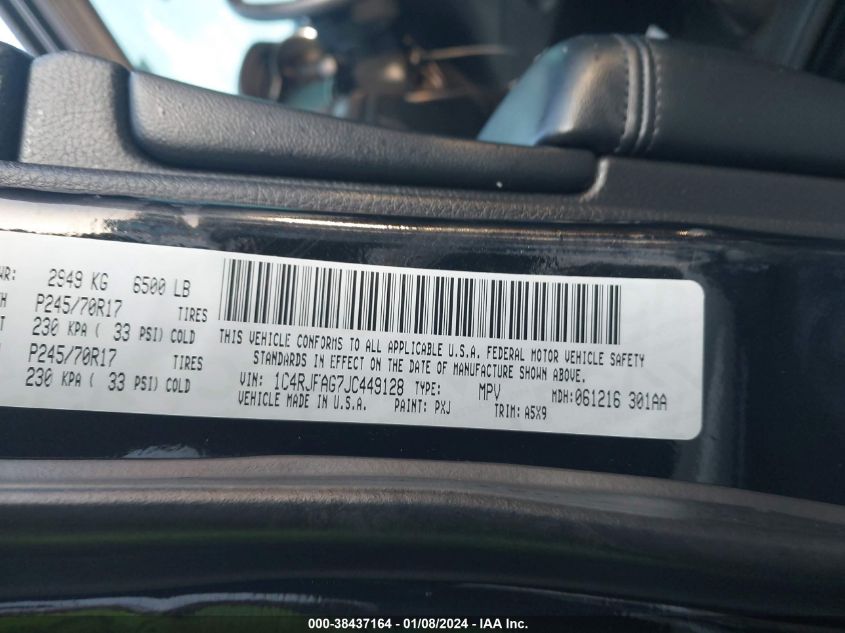 WR: 2949 KG 6500 LB
H P245/70R17 TIRES
T 230 KPA ( 33 PSI) COLD
P245/70R17 TIRES
230 KPA ( 33 PSI) COLD
THIS VEHICLE CONFORMS TO ALL APPLICABLE U.S.A. FEDERAL MOTOR VEHICLE SAFETY
STANDARDS IN EFFECT ON THE DATE OF MANUFACTURE SHOWN ABOVE.
VIN: 1C4RJFAG7JC449128 TYPE: MPV MDH: 061216 301AA
VEHICLE MADE IN U.S.A. PAINT: PXJ TRIM: A5X9
000-38437164 - 01/08/2024 - IAA Inc.